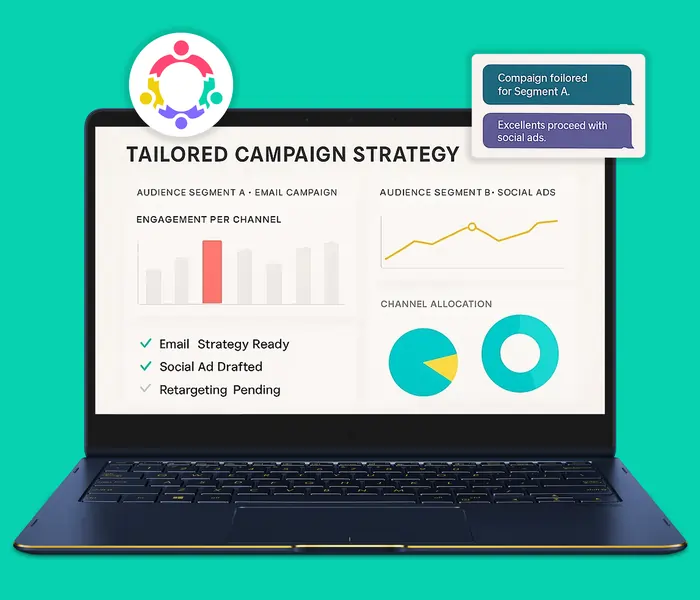 Compaign foilored
for Segment A.
Excellents proceed with
social ads.
TAILORED CAMPAIGN STRATEGY
AUDIENCE SEGMENT A • EMAIL CAMPAIGN
ENGAGEMENT PER CHANNEL
Email Strategy Ready
Social Ad Drafted
Retargeting Pending
AUDIENCE SEGMENT B• SOCIAL ADS
CHANNEL ALLOCATION